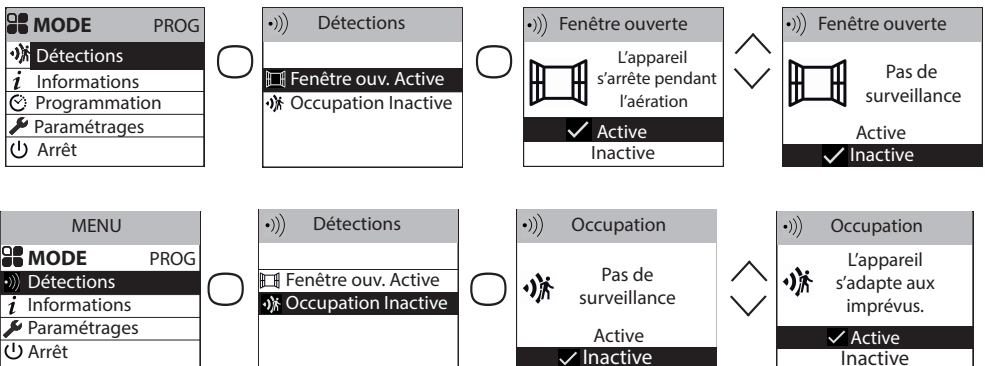 MODE PROG
Détections
Informations
Programmation
Paramétrages
Arrêt
Détections
Fenêtre ouv. Active
Occupation Inactive
Fenêtre ouverte
L'appareil
s'arrête pendant
l'aération
Active
Inactive
Fenêtre ouverte
Pas de
surveillance
Active
Inactive
MENU
MODE PROG
Détections
Informations
Paramétrages
Arrêt
Détections
Fenêtre ouv. Active
Occupation Inactive
Occupation
Pas de
surveillance
Active
Inactive
Occupation
L'appareil
s'adapte aux
imprévus.
Active
Inactive